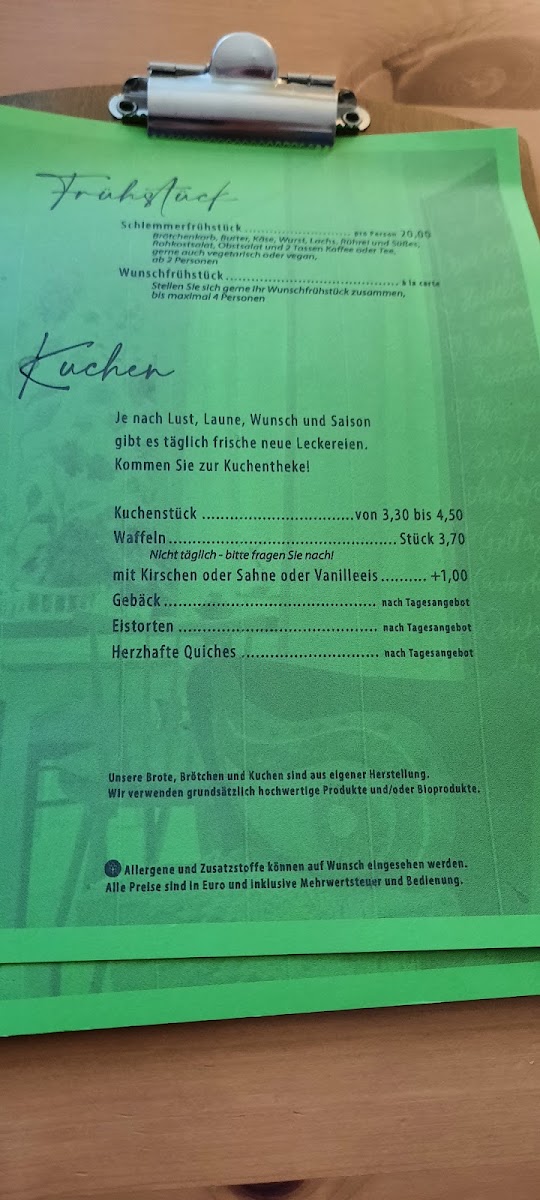 Frühstück
Schlemmerfrühstück .......................... pro Person 20,00
Brötchenkorb, Butter, Käse, Wurst, Lachs, Rührei und Süßes,
Rohkostsalat, Obstsalat und 2 Tassen Kaffee oder Tee,
gerne auch vegetarisch oder vegan,
ab 2 Personen
Wunschfrühstück ........................................ à la carte
Stellen Sie sich gerne Ihr Wunschfrühstück zusammen,
bis maximal 4 Personen
Kuchen
Je nach Lust, Laune, Wunsch und Saison
gibt es täglich frische neue Leckereien.
Kommen Sie zur Kuchentheke!
Kuchenstück ..............................von 3,30 bis 4,50
Waffeln............................................. Stück 3,70
Nicht täglich - bitte fragen Sie nach!
mit Kirschen oder Sahne oder Vanilleeis.......... +1,00
Gebäck .......................................... nach Tagesangebot
Eistorten ....................................... nach Tagesangebot
Herzhafte Quiches ........................... nach Tagesangebot
Unsere Brote, Brötchen und Kuchen sind aus eigener Herstellung.
Wir verwenden grundsätzlich hochwertige Produkte und/oder Bioprodukte.
Allergene und Zusatzstoffe können auf Wunsch eingesehen werden.
Alle Preise sind in Euro und inklusive Mehrwertsteuer und Bedienung.